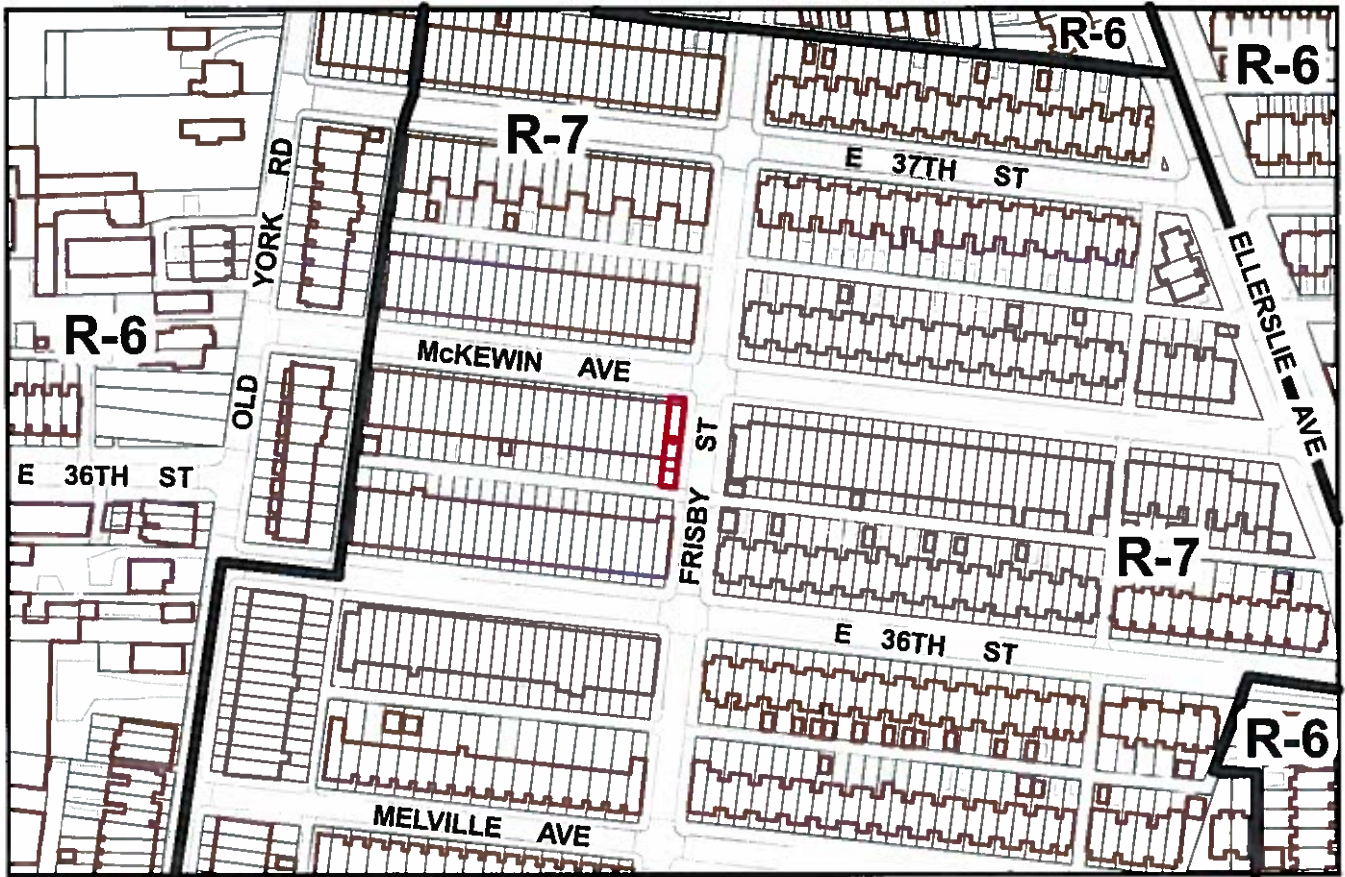 R-6
R-6
R-7
E 37TH ST
YORK RD
ELLERSLIE AVE
R-6
McKEWIN AVE
OLD
ST
E 36TH ST
FRISBY
R-7
E 36TH ST
R-6
MELVILLE AVE